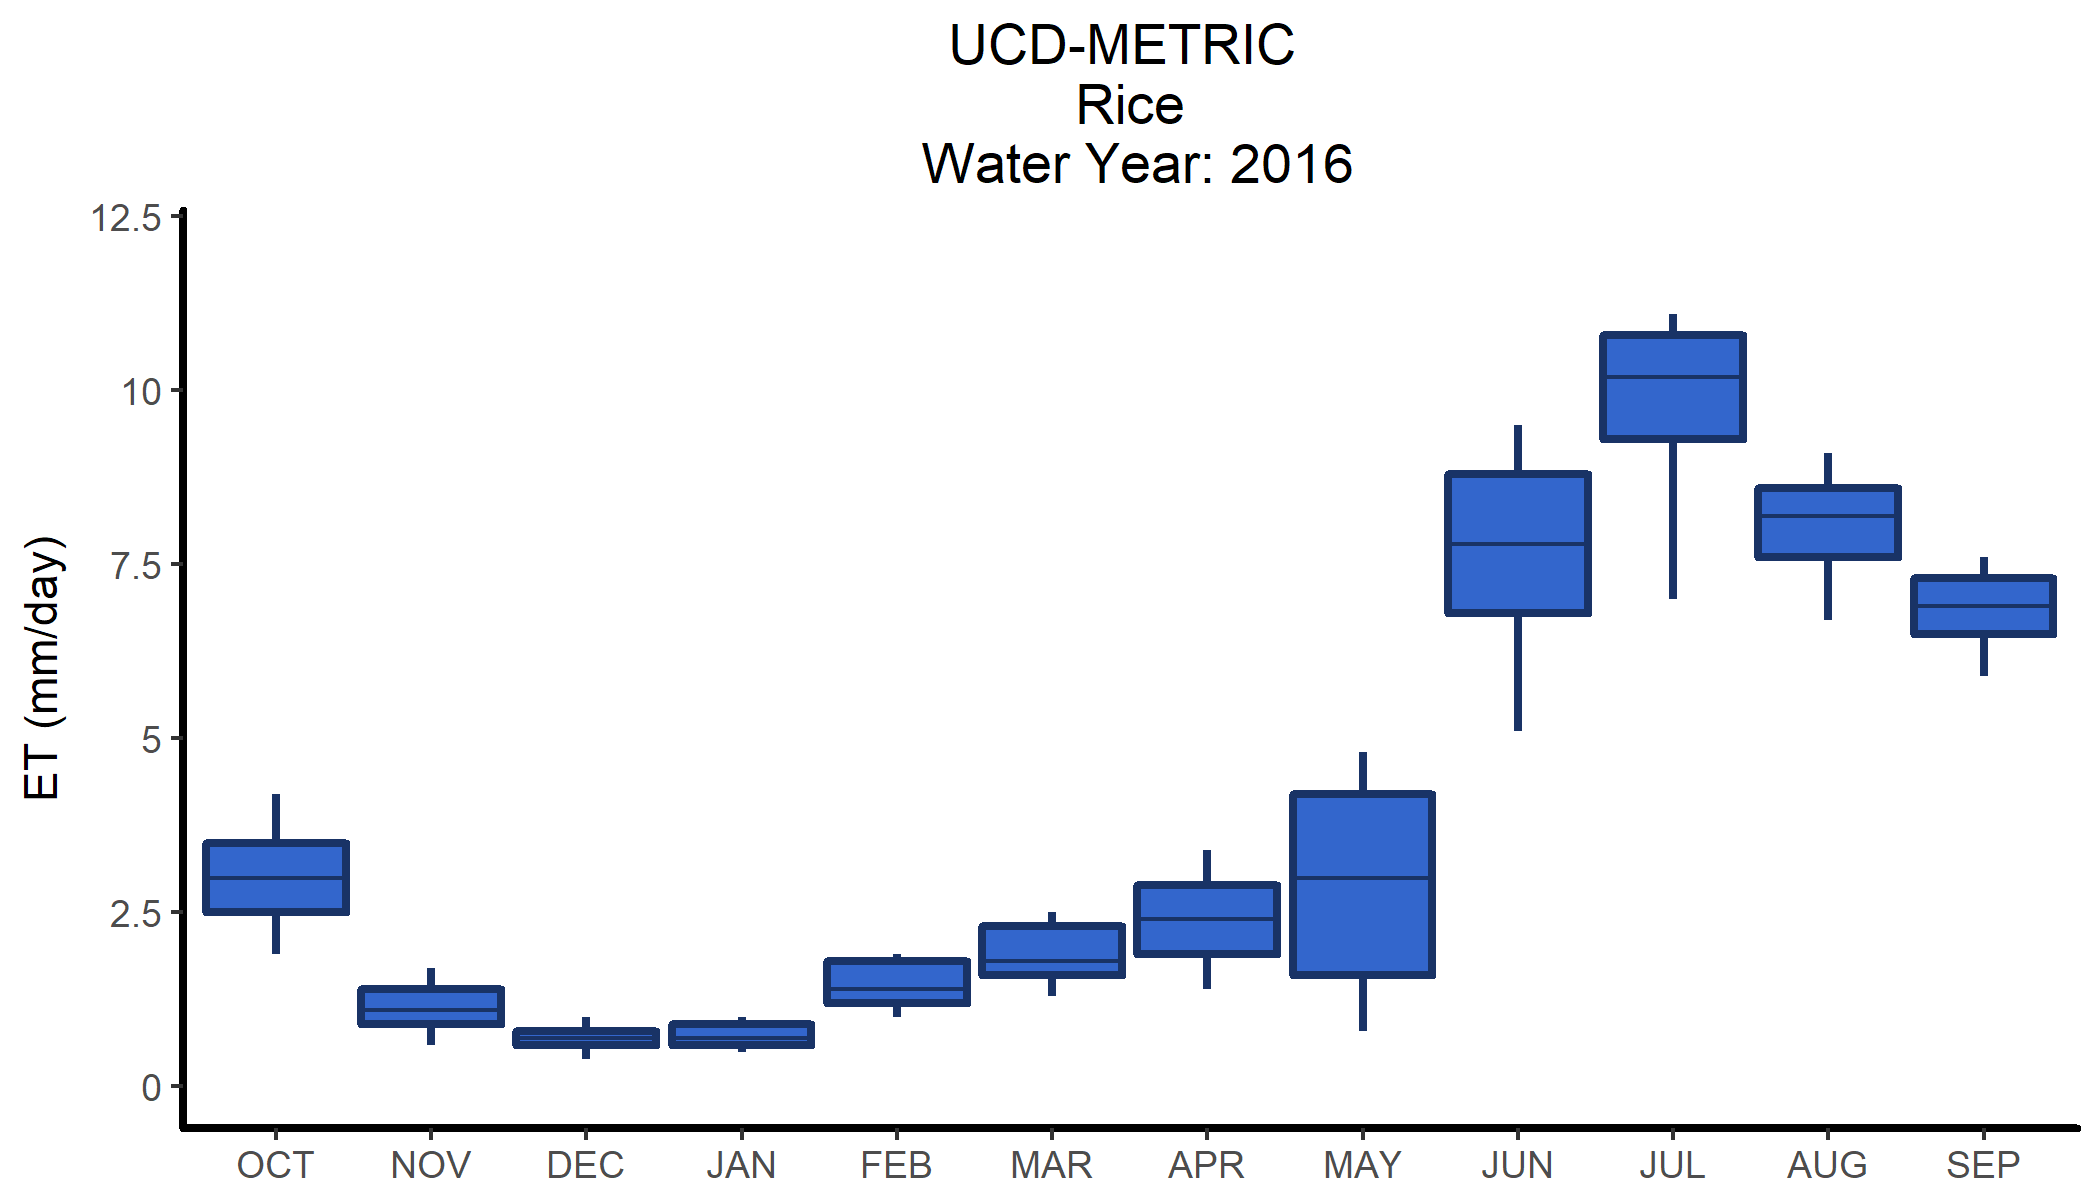 UCD-METRIC
Rice
Water Year: 2016
12.5
10
7.5
5
2.5
0
ET (mm/day)
OCT NOV DEC JAN FEB MAR APR MAY JUN JUL AUG SEP